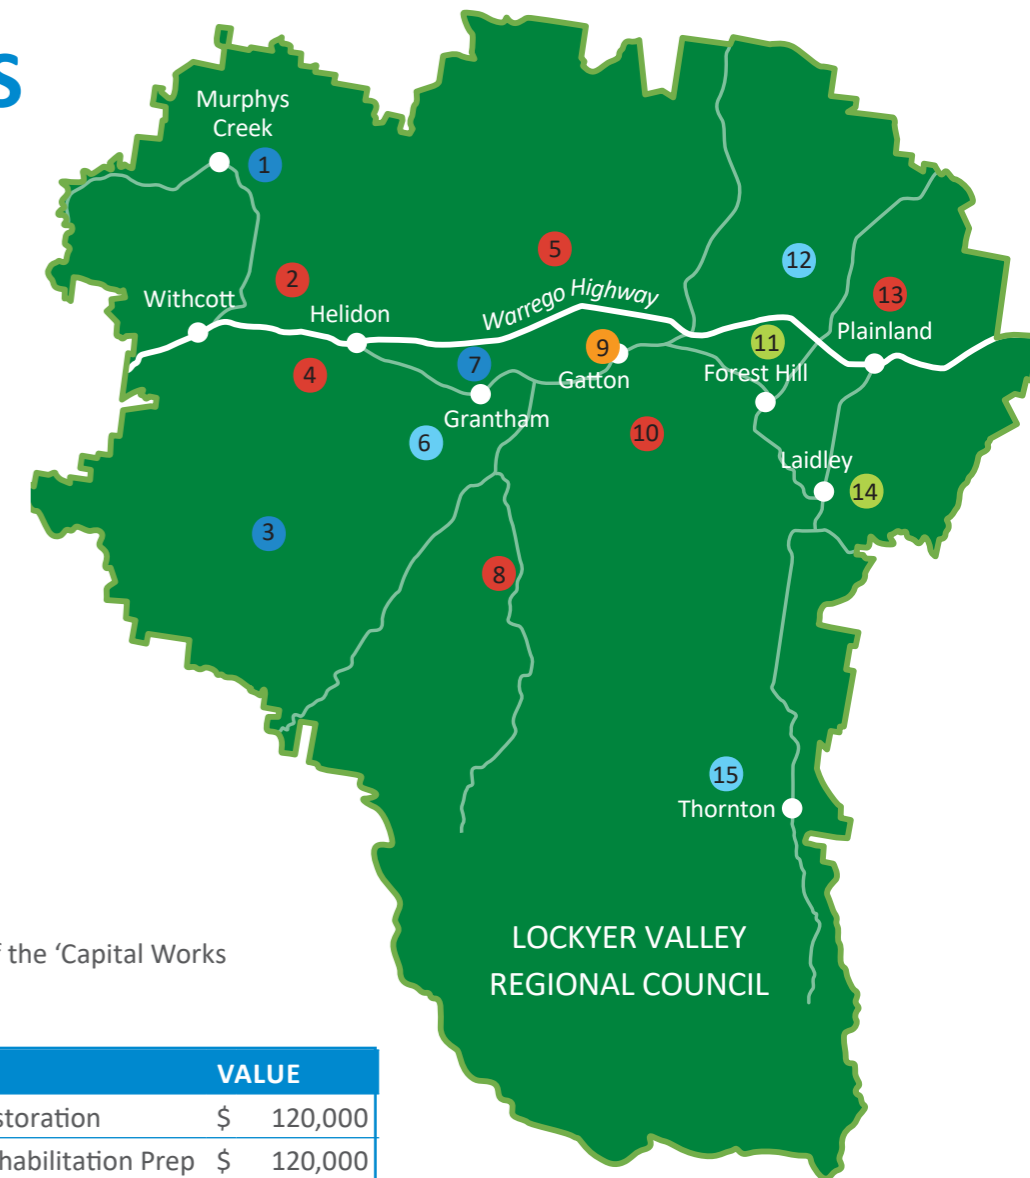 S
Murphys
Creek
1
5
12
2
13
Withcott
Helidon
Warrego Highway
Plainland
11
9
7
4
Gatton
Forest Hill
Grantham
10
6
Laidley
14
3
8
15
Thornton
f the ‘Capital Works
LOCKYER VALLEY
REGIONAL COUNCIL
VALUE
storation $ 120,000
habilitation Prep $ 120,000